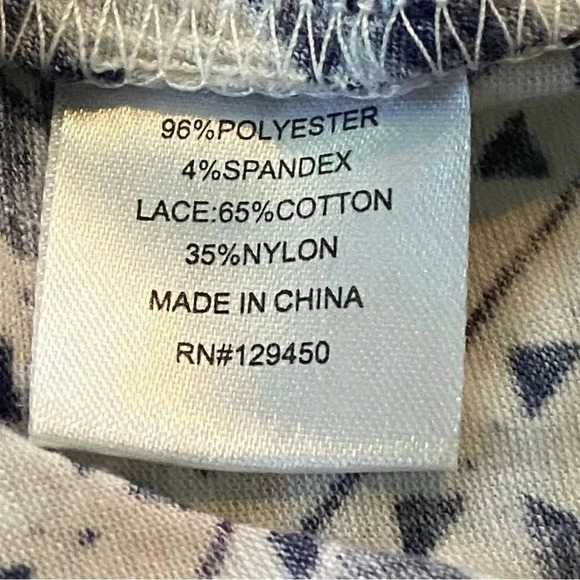 96%POLYESTER
4%SPANDEX
LACE:65%COTTON
35%NYLON
MADE IN CHINA
RN#129450